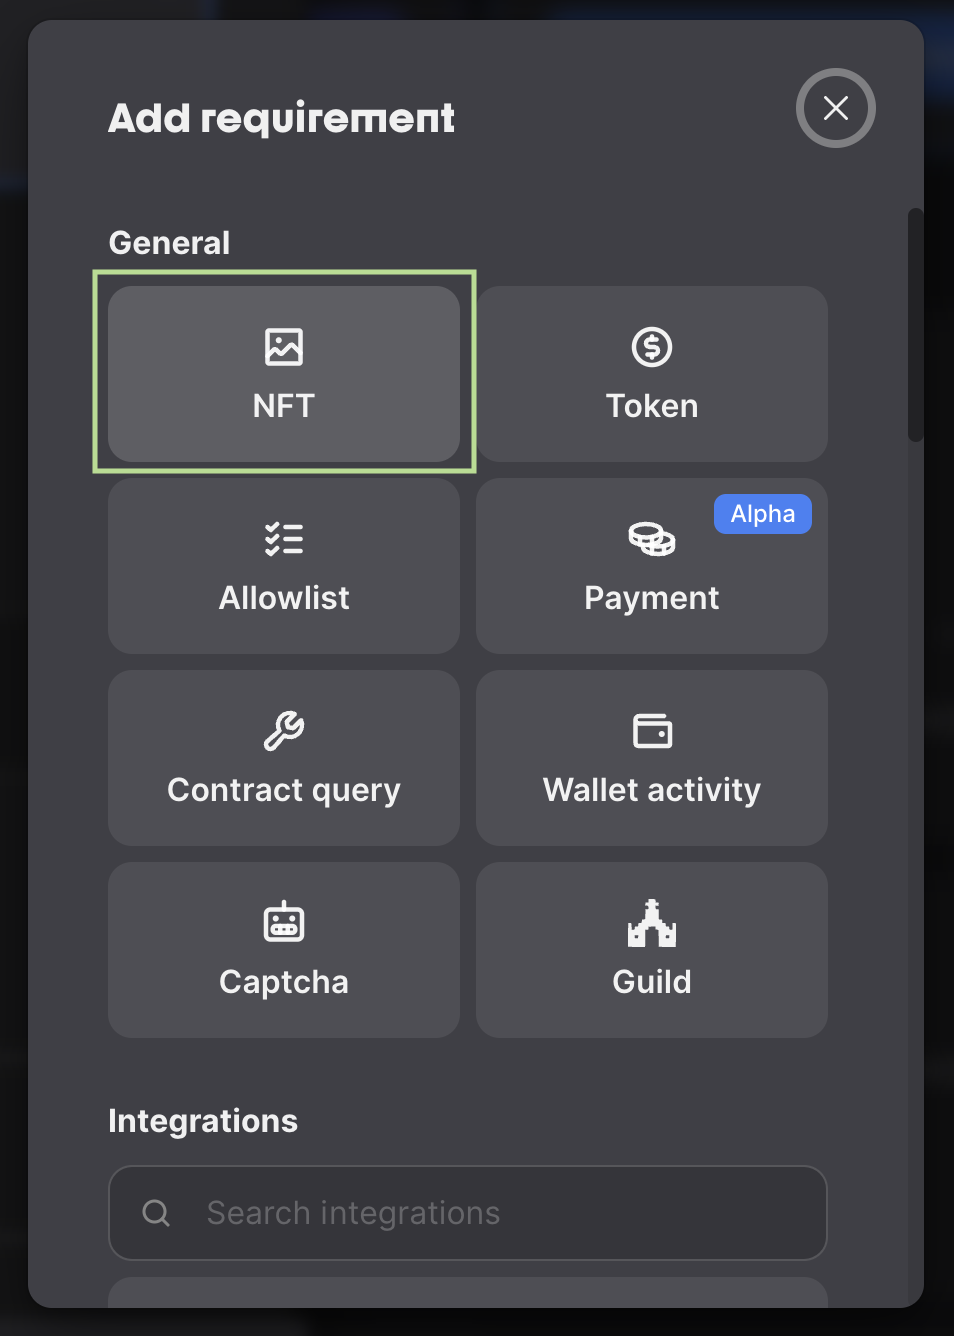 Add requirement
General
NFT
Token
Allowlist
Alpha
Payment
Contract query
Wallet activity
Captcha
Guild
Integrations
Search integrations